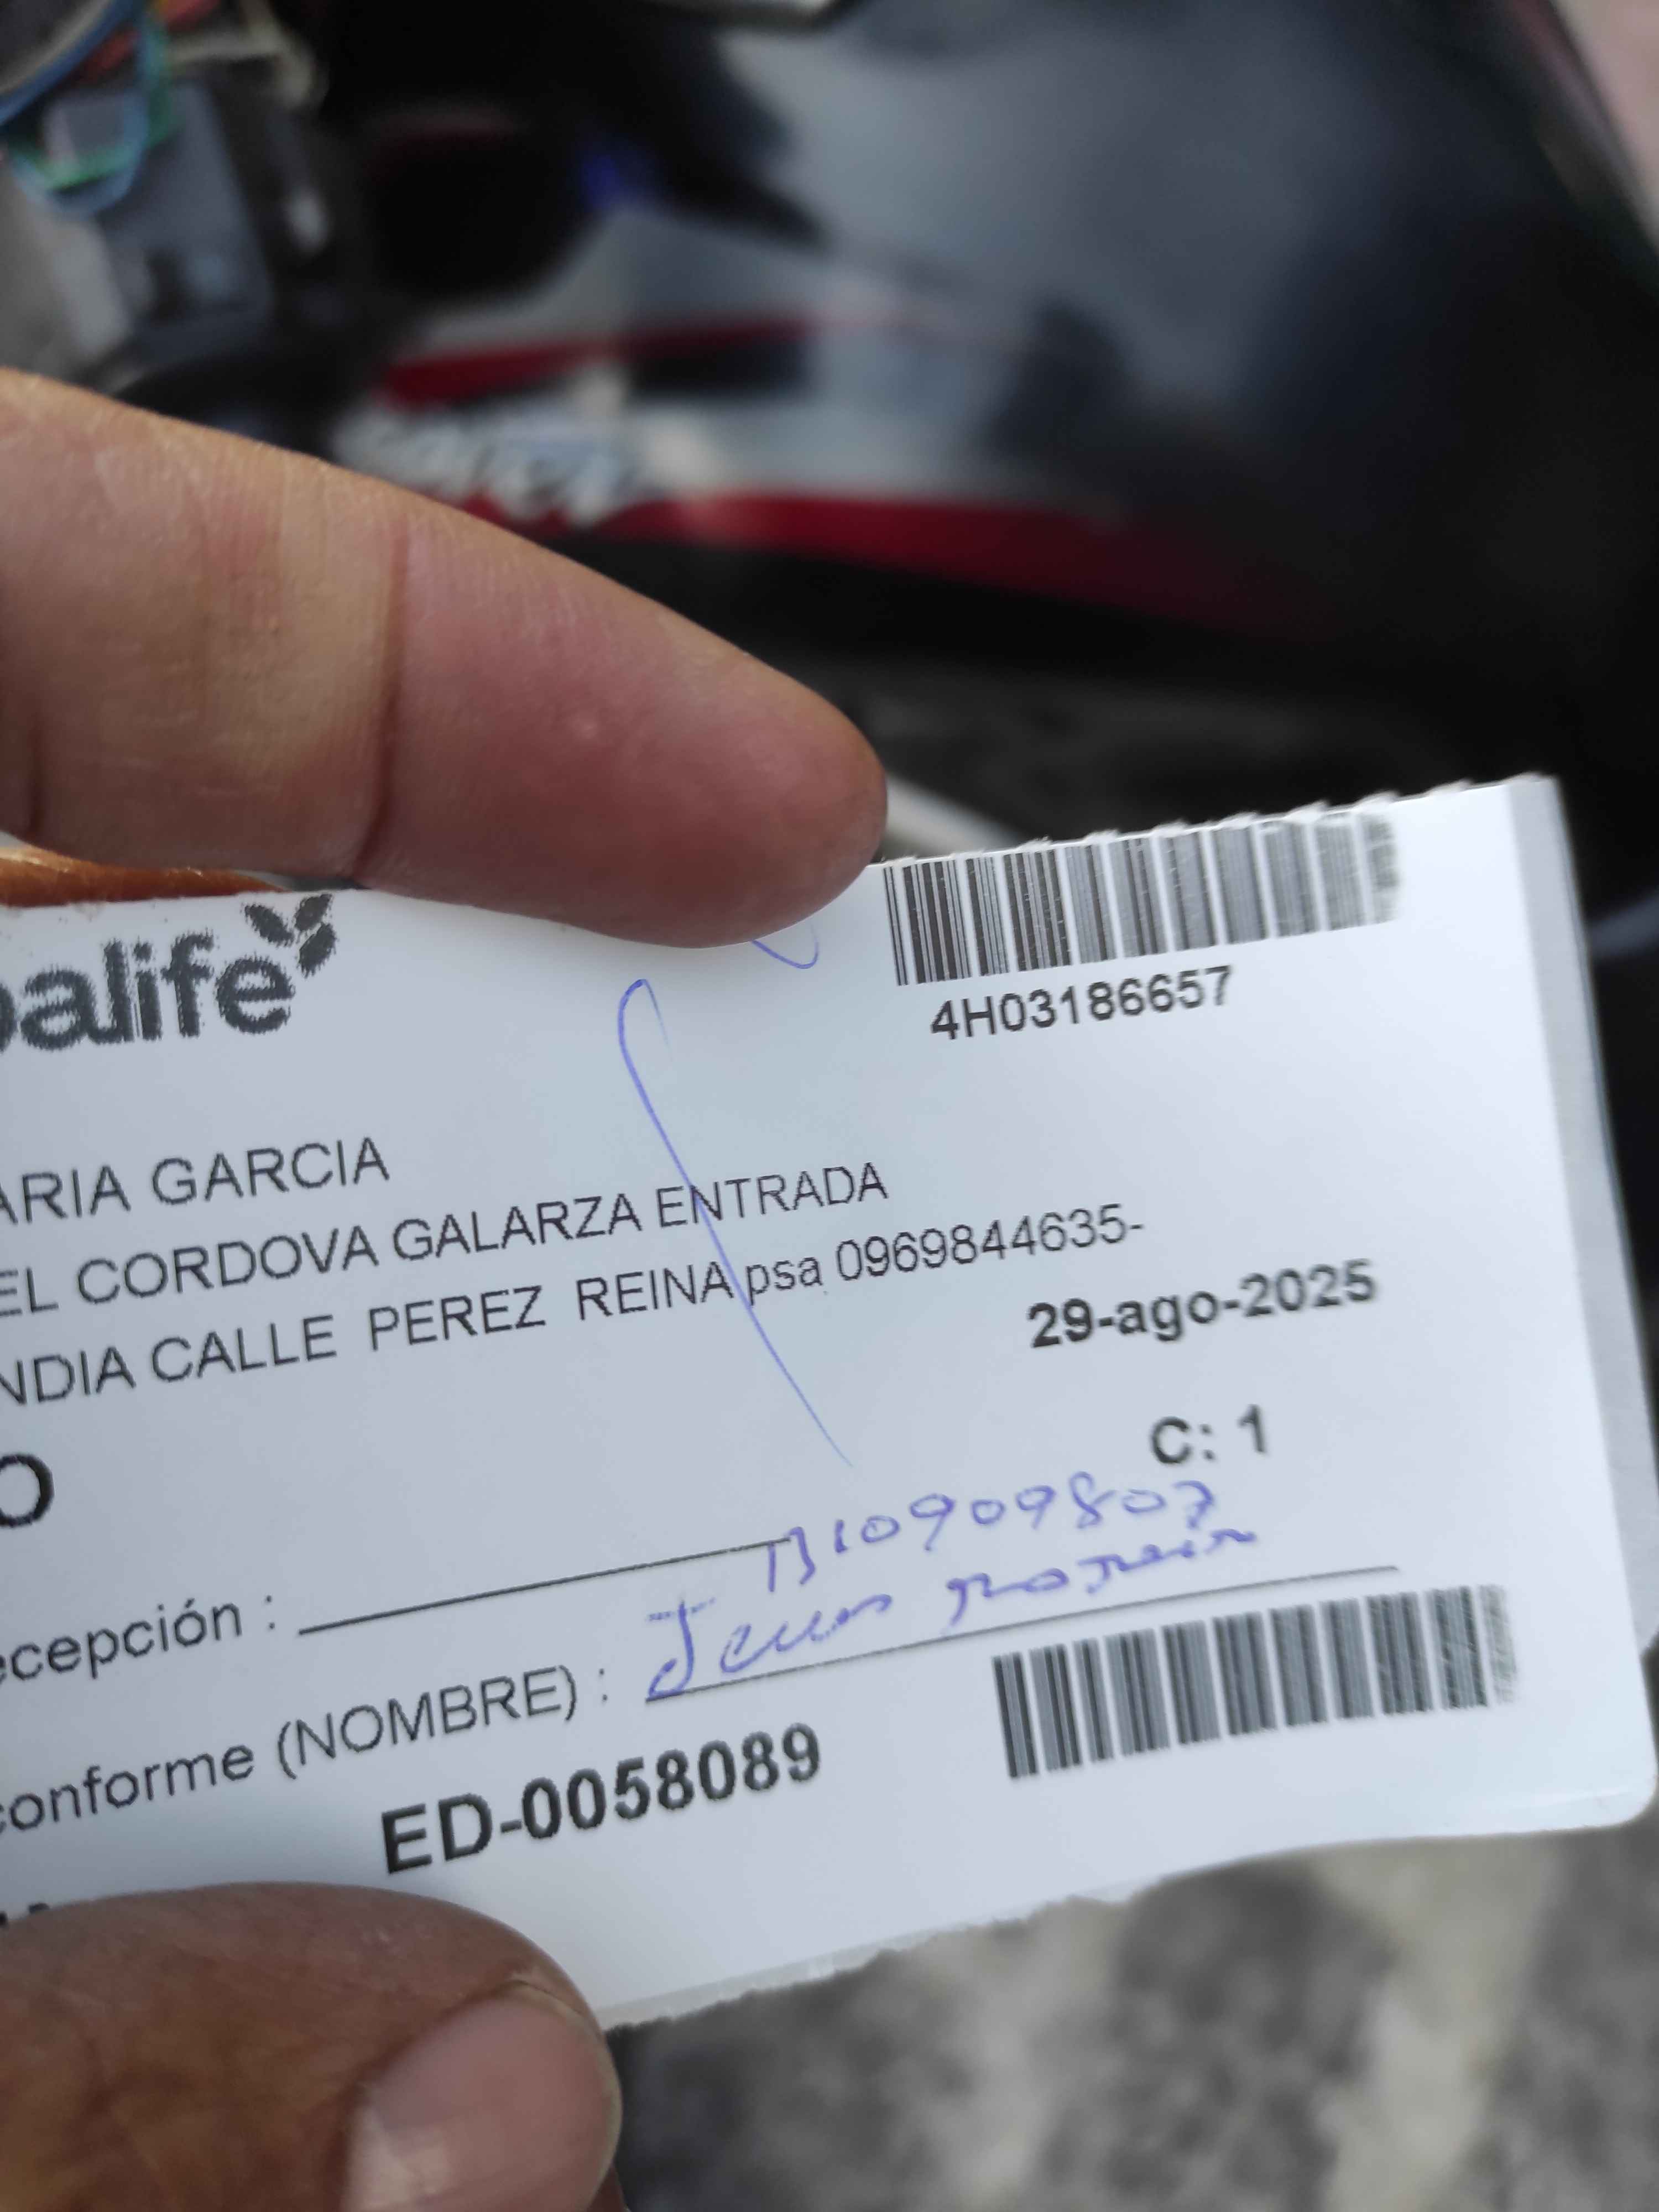 balife
4H03186657
ARIA GARCIA
EL CORDOVA GALARZA ENTRADA
NDIA CALLE PEREZ REINA psa 0969844635-
29-ago-2025
O
C: 1
1310909807
ecepción :
conforme (NOMBRE) :
ED-0058089